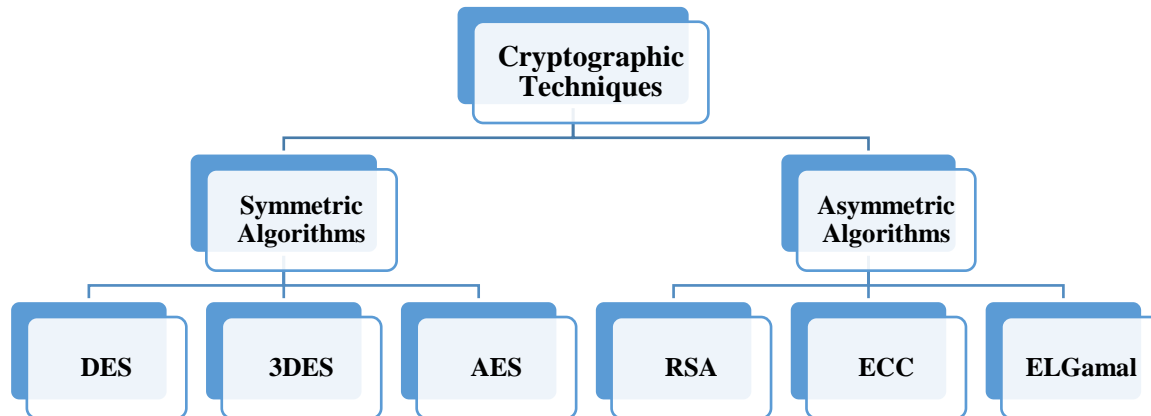 Cryptographic
Techniques
Symmetric
Algorithms
Asymmetric
Algorithms
DES
3DES
AES
RSA
ECC
ELGamal